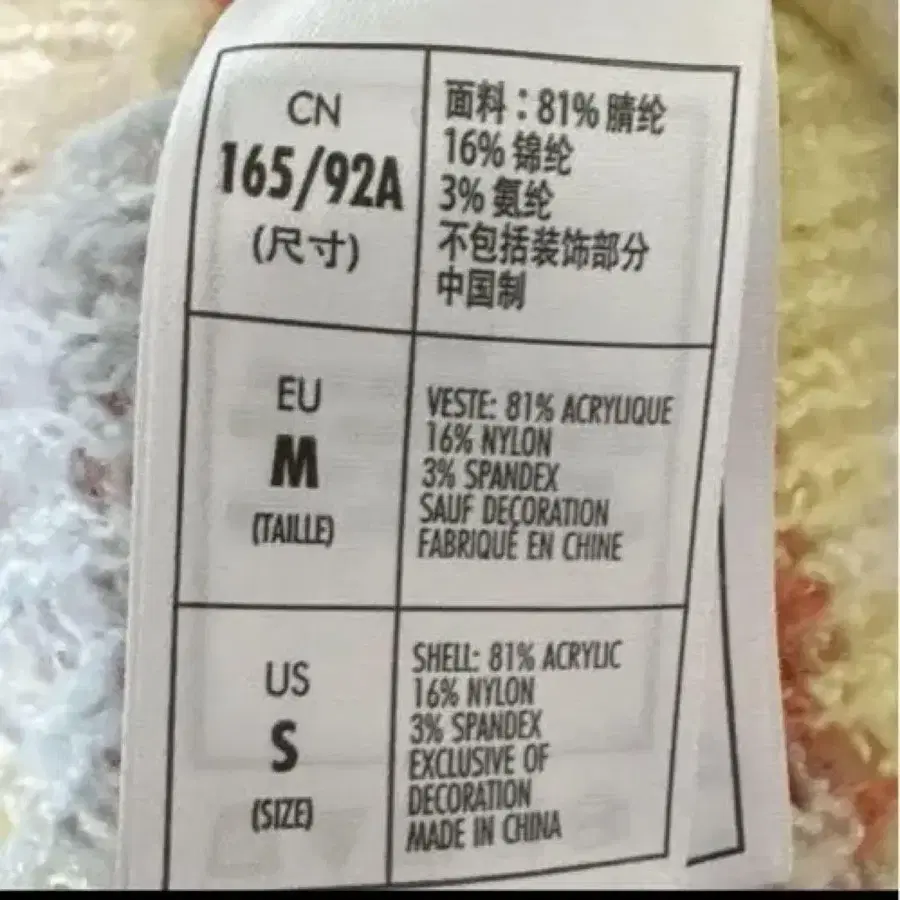 CN
165/92A
(尺寸)
面料：81% 腈纶
16% 锦纶
3% 氨纶
不包括装饰部分
中国制
EU
M
(TAILLE)
VESTE: 81% ACRYLIQUE
16% NYLON
3% SPANDEX
SAUF DECORATION
FABRIQUÉ EN CHINE
US
S
(SIZE)
SHELL: 81% ACRYLIC
16% NYLON
3% SPANDEX
EXCLUSIVE OF
DECORATION
MADE IN CHINA